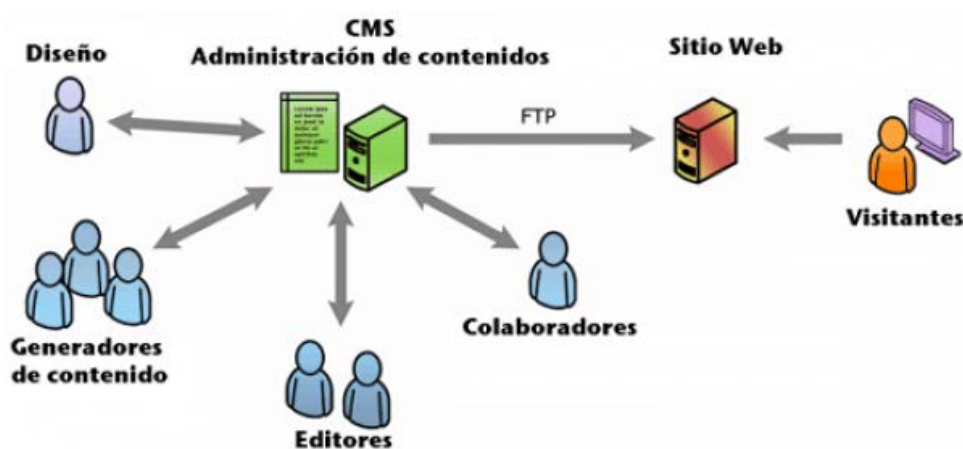 CMS
Administración de contenidos
Diseño
Sitio Web
FTP
Visitantes
Colaboradores
Generadores
de contenido
Editores